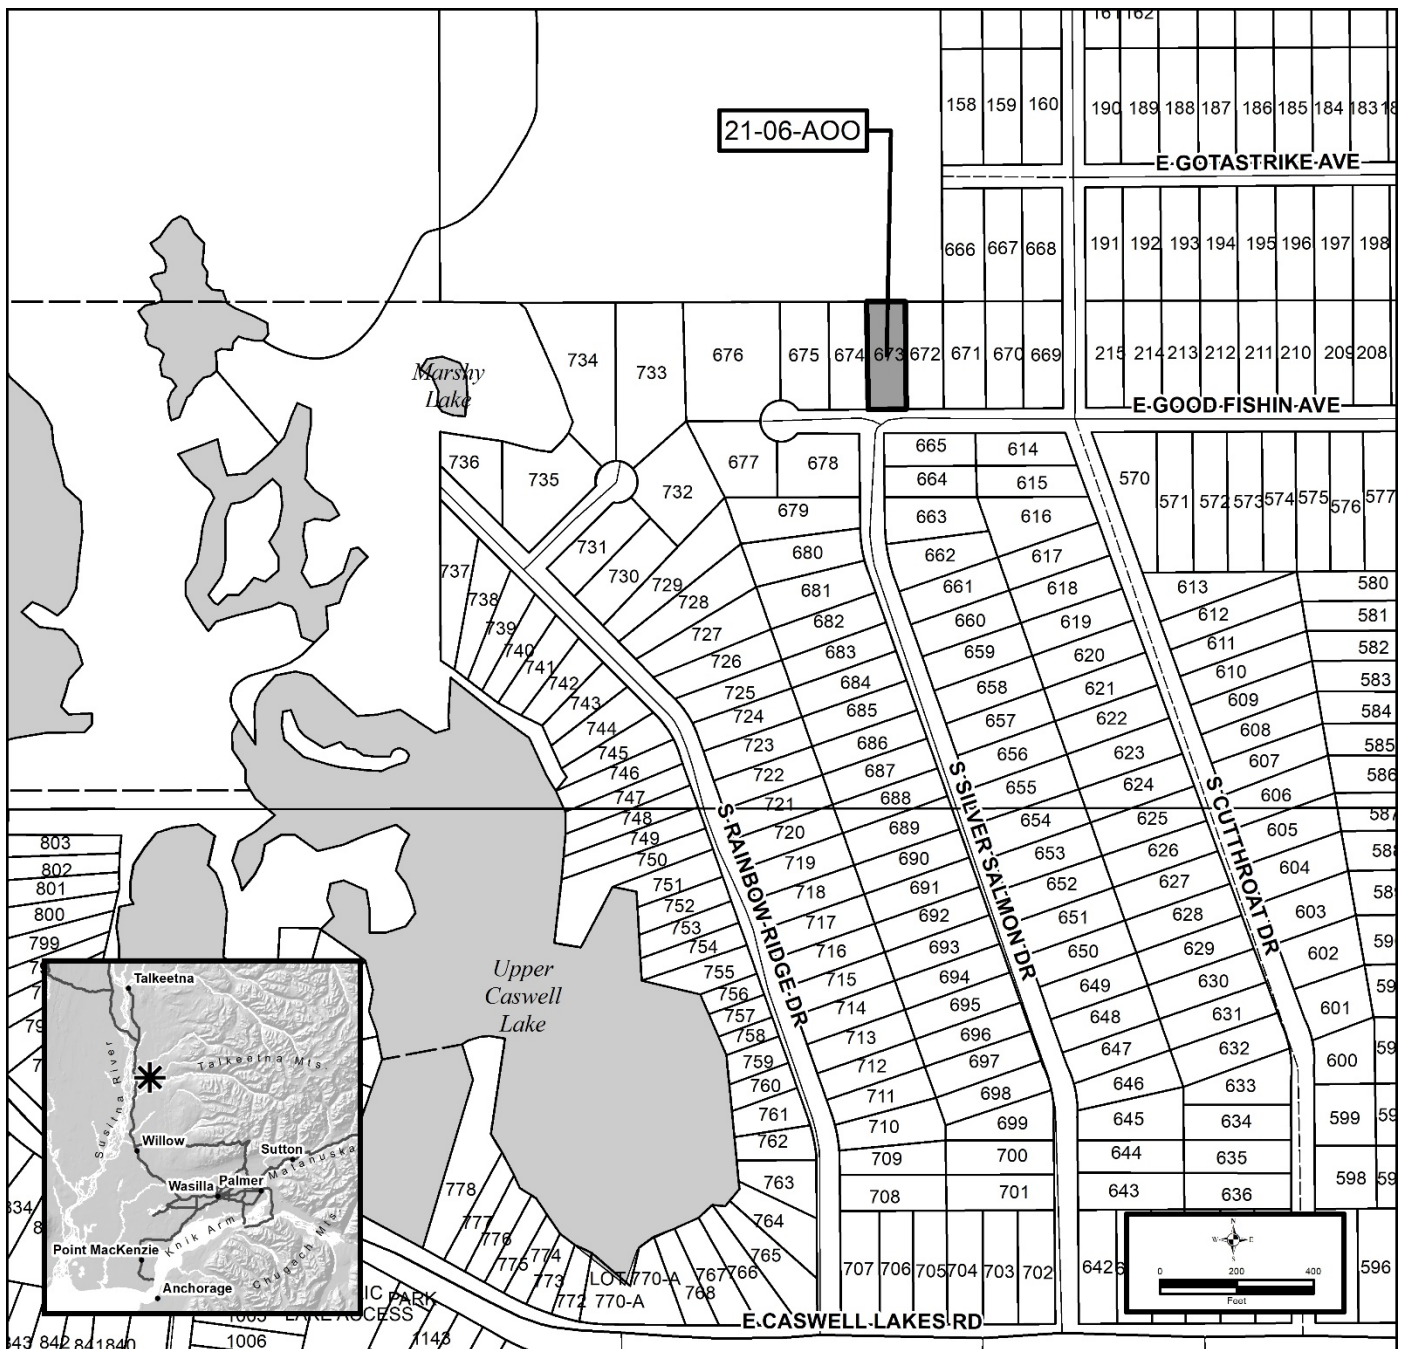 161 162
21-06-AOO
158 159 160
190 189 188 187 186 185 184 183
E GOTASTRIKE AVE
666 667 668
191 192 193 194 195 196 197 198
734 733 676 675 674 673 672 671 670 669
215 214 213 212 211 210 209 208
Marshy
Lake
E GOOD FISHIN AVE
736 735 732 677 678 665 614
664 615
570 571 572 573 574 575 576 577
679 663 616
731 680 662 617
737 730 729 681 661 618 613 580
738 728 682 660 619 612 581
739 727 683 659 620 611 582
740 726 684 658 621 610 583
741 725 685 657 622 609 584
742 724 686 656 623 608 585
743 723 687 655 624 607 586
744 722 688 654 625 606
745 721 689 653 626 605
746 720 690 652 627 604
747 719 691 651 628 603
748 718 692 650 629 602
749 717 693 649 630 601
750 716 694 648 631 600
751 715 695 647 632 599
752 714 696 646 633 598
753 713 697 645 634
754 712 698 644 635
755 711 699 643 636
756 710 700
757 709 701
758 708
759
760
761
762
763
764
765
S RAINBOW RIDGE DR
S SILVER SALMON DR
S CUTTHROAT DR
803
802
801
800
799
Upper
Caswell
Lake
Talkeetna
Susitna River
Talkeetna Mts.
Willow
Sutton
Matanuska
Wasilla
Palmer
Knik Arm
Point MacKenzie
Chugach Mts.
Anchorage
778 777 776 775 774 773 772
LOT 770-A
770-A
768 767 766
707 706 705 704 703 702 642
596
N
W E
S
0 200 400
Feet
PARK
LAKE ACCESS
E CASWELL LAKES RD
842 841 840 1006 1143